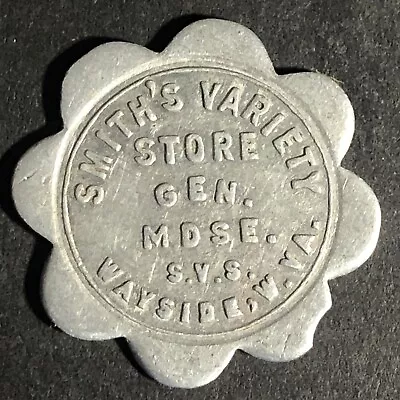 SMITH'S VARIETY
STORE
GEN.
MDSE.
S.V.S.
WAYSIDE, W. VA.